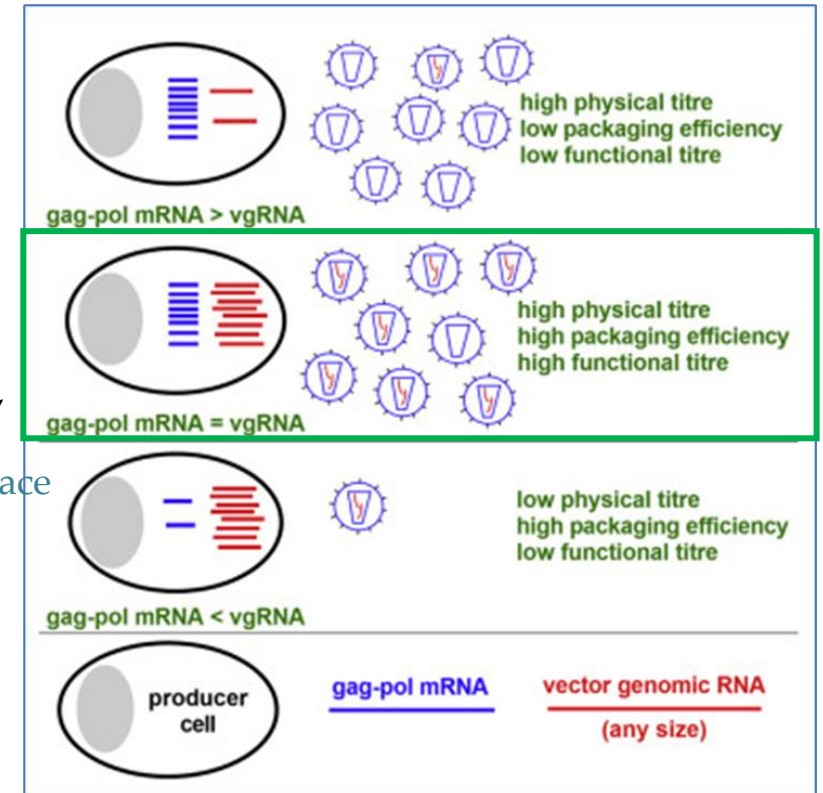 high physical titre
low packaging efficiency
low functional titre
gag-pol mRNA > vgRNA
high physical titre
high packaging efficiency
high functional titre
gag-pol mRNA = vgRNA
ace
low physical titre
high packaging efficiency
low functional titre
gag-pol mRNA < vgRNA
producer
cell
gag-pol mRNA
vector genomic RNA
(any size)